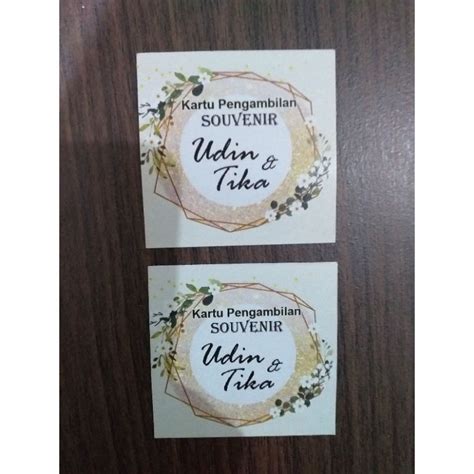 Kartu Pengambilan
SOUVENIR
Udin
&
Tika
Kartu Pengambilan
SOUVENIR
Udin
&
Tika